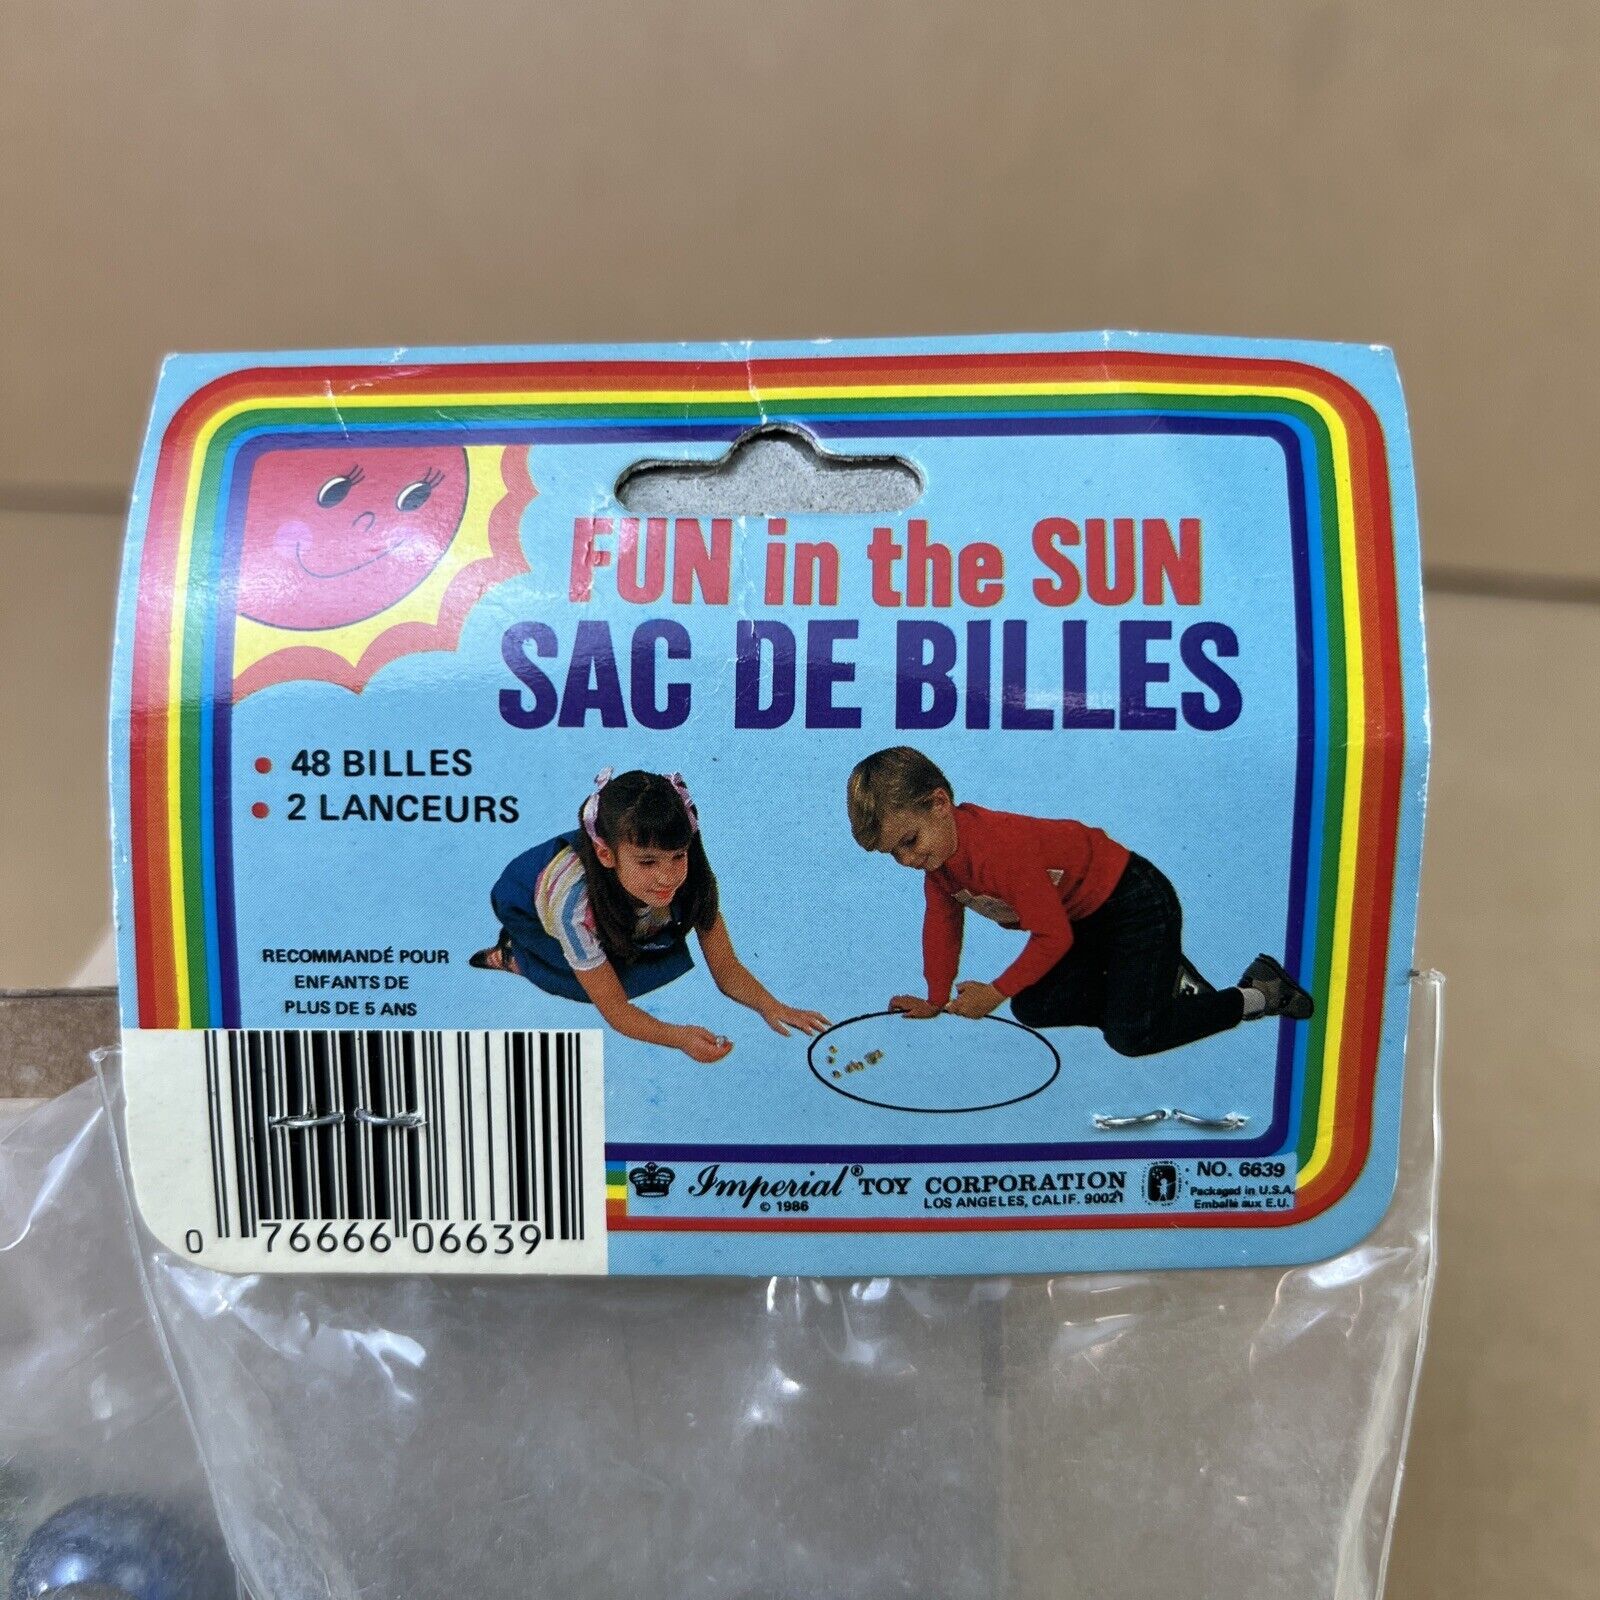 FUN in the SUN
SAC DE BILLES
• 48 BILLES
• 2 LANCEURS
RECOMMANDÉ POUR
ENFANTS DE
PLUS DE 5 ANS
0 76666 06639
Imperial® TOY CORPORATION
© 1986
LOS ANGELES, CALIF. 90021
NO. 6639
Packaged in U.S.A.
Emballé aux E.U.